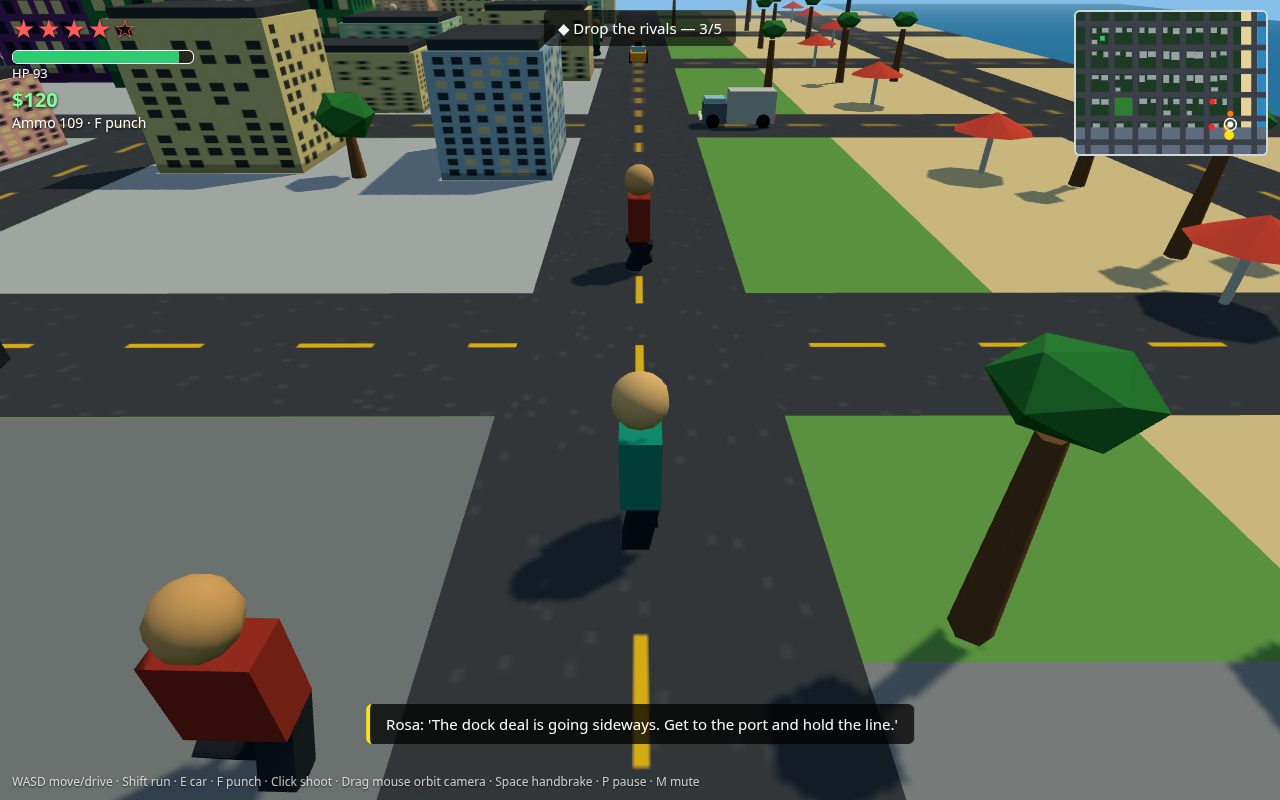 ◆ Drop the rivals — 3/5
★★★★☆
HP 93
$120
Ammo 109 · F punch
Rosa: 'The dock deal is going sideways. Get to the port and hold the line.'
WASD move/drive · Shift run · E car · F punch · Click shoot · Drag mouse orbit camera · Space handbrake · P pause · M mute